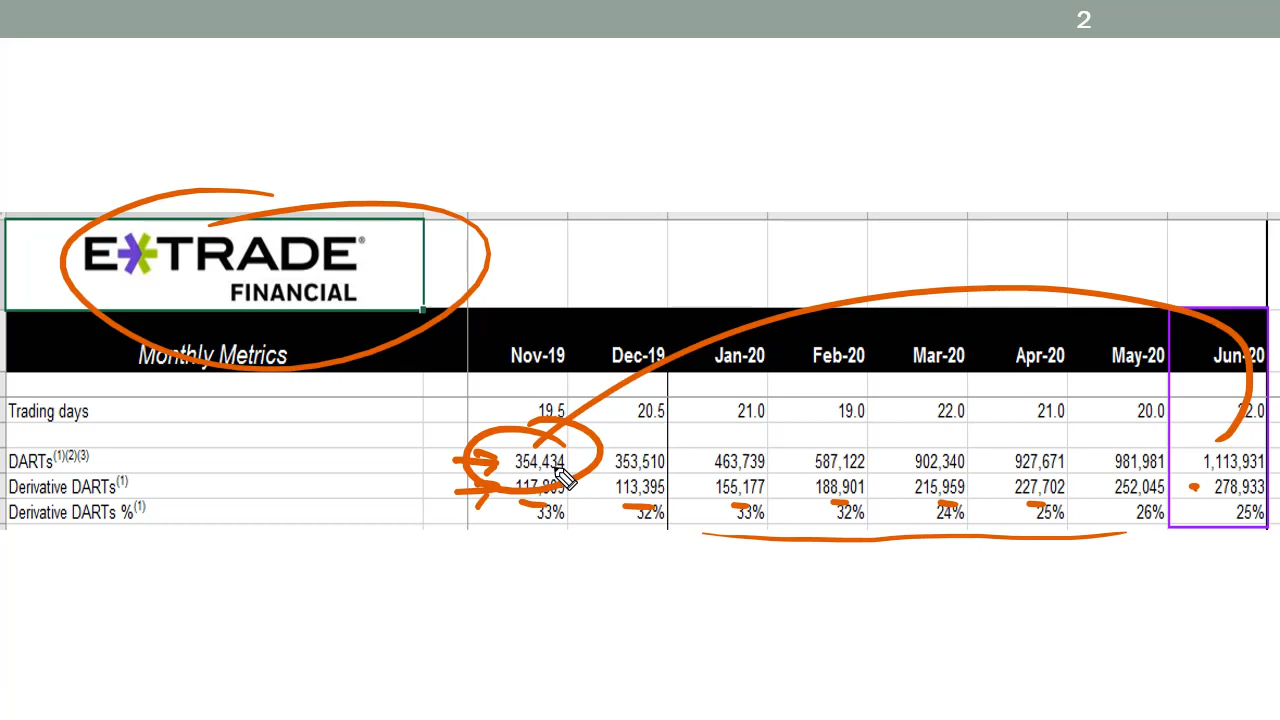 2
E*TRADE®
FINANCIAL
Monthly Metrics Nov-19 Dec-19 Jan-20 Feb-20 Mar-20 Apr-20 May-20 Jun-20
Trading days 19.5 20.5 21.0 19.0 22.0 21.0 20.0 22.0
DARTs(1)(2)(3) 354,434 353,510 463,739 587,122 902,340 927,671 981,981 1,113,931
Derivative DARTs(1) 113,395 155,177 188,901 215,959 227,702 252,045 278,933
Derivative DARTs %(1) 33% 32% 33% 32% 24% 25% 26% 25%